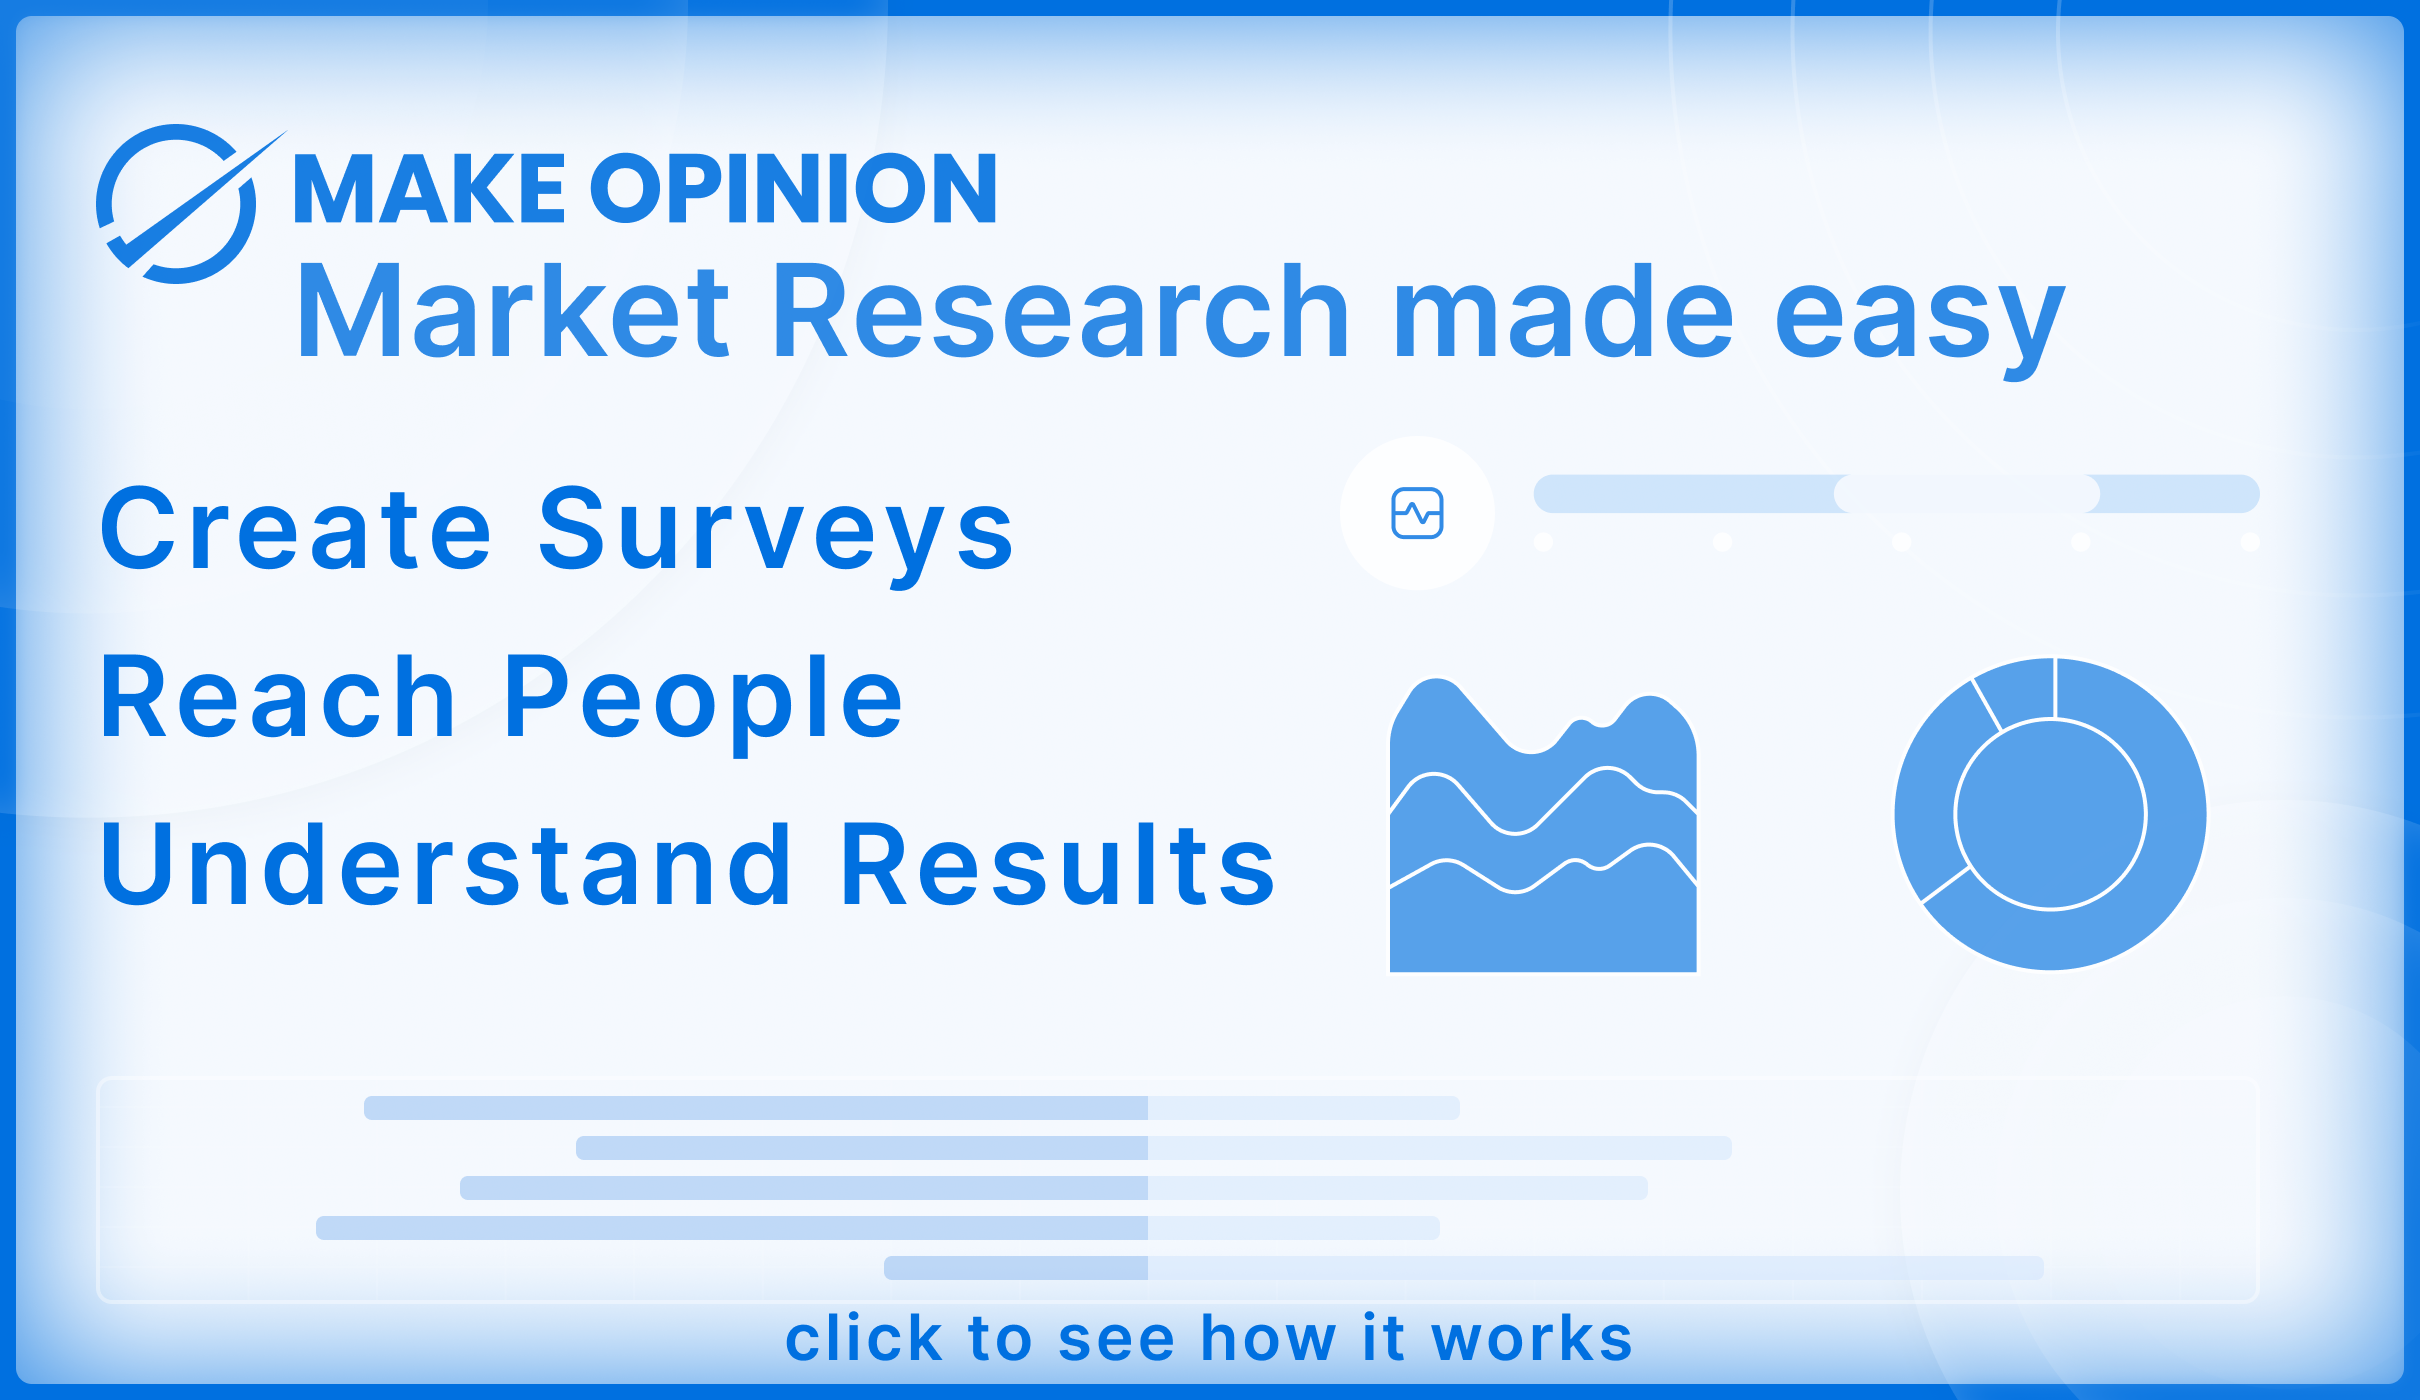 MAKE OPINION
Market Research made easy
Create Surveys
Reach People
Understand Results
click to see how it works